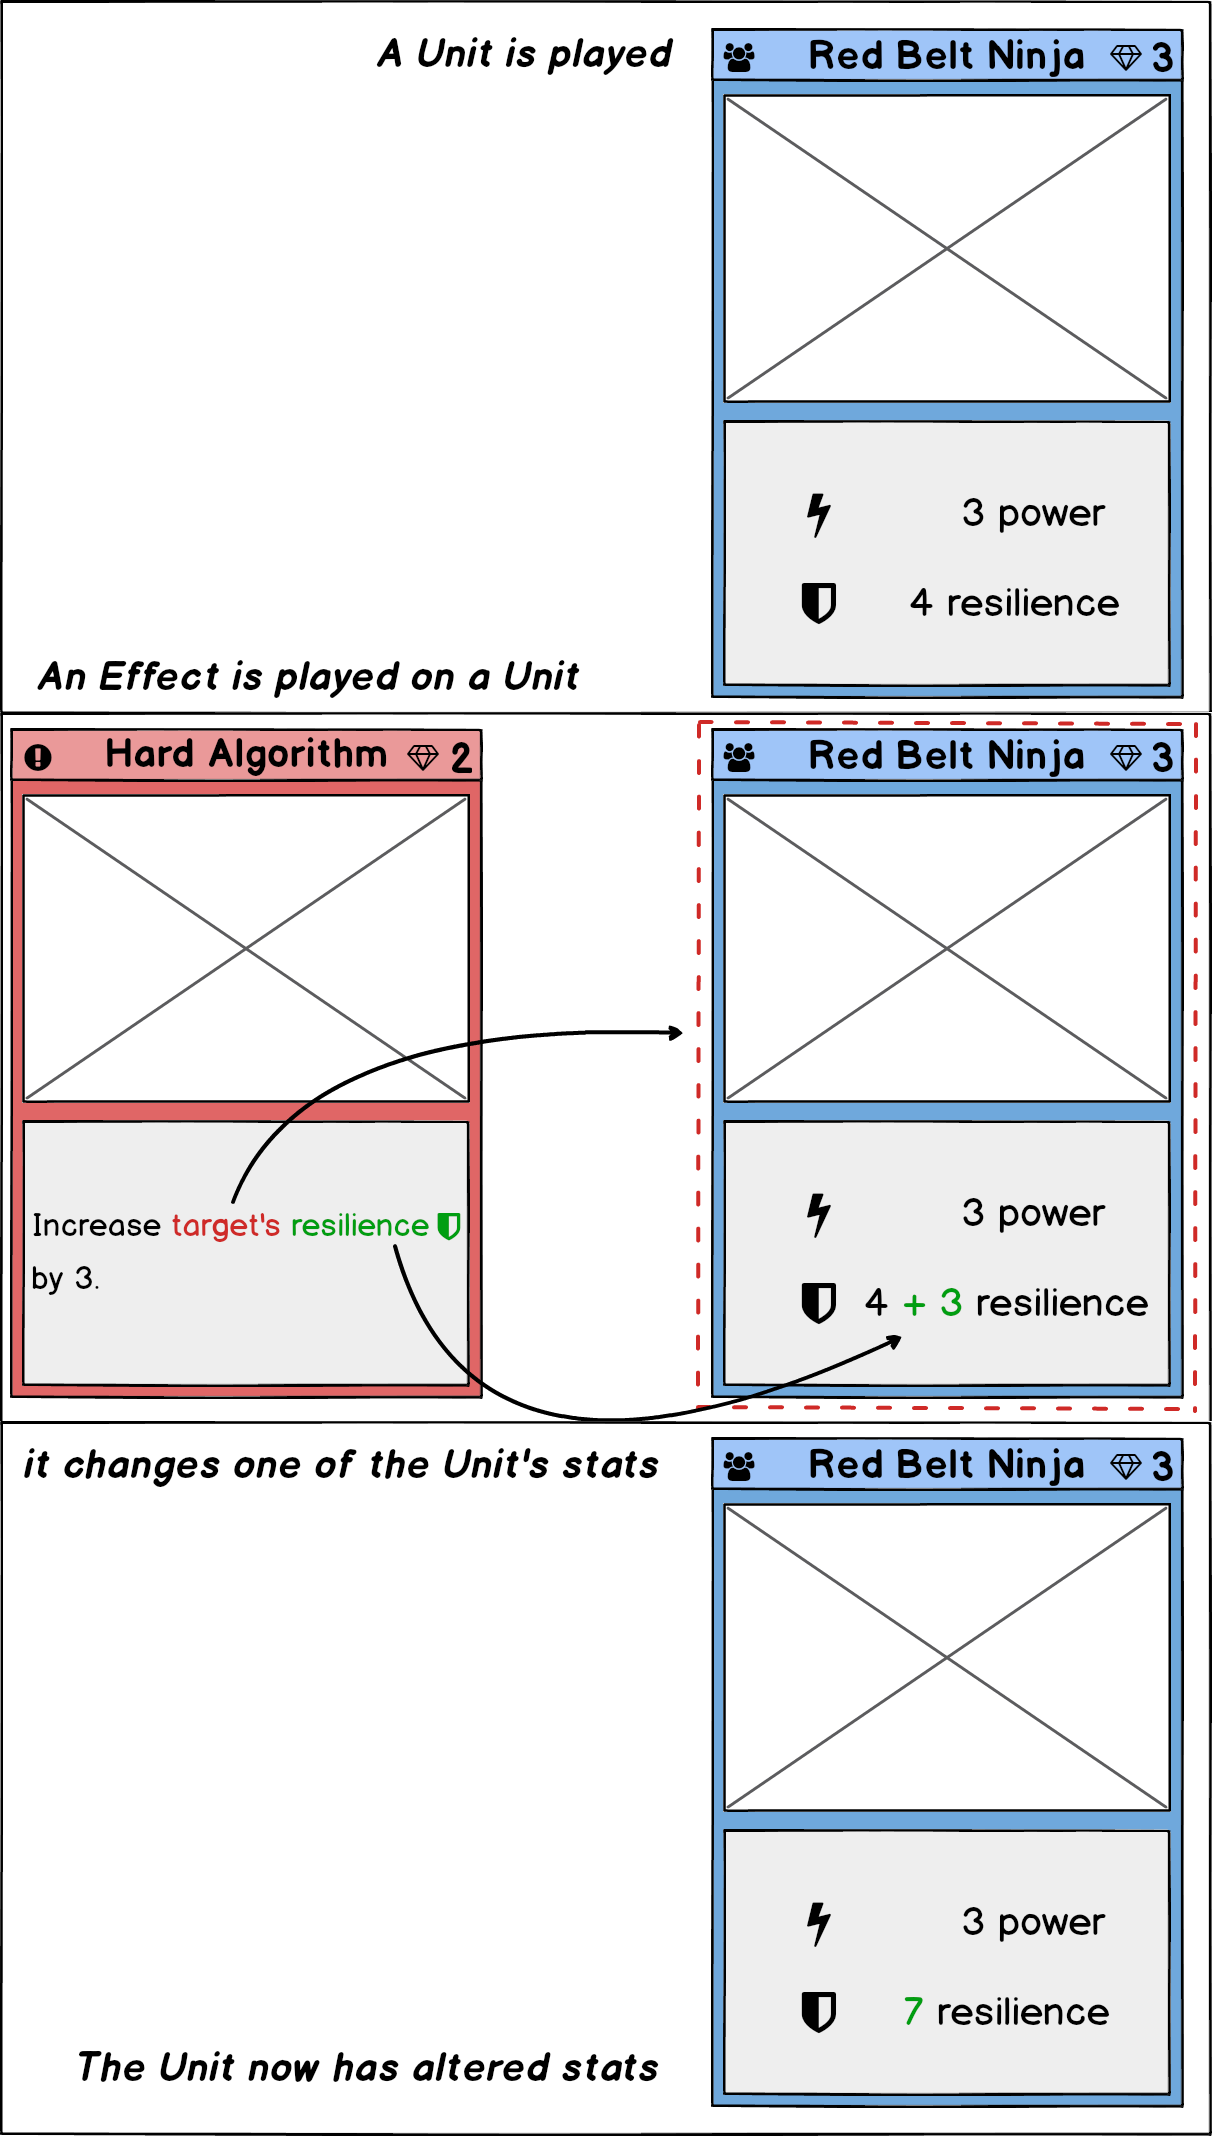 A Unit is played
Red Belt Ninja 3
3 power
4 resilience
An Effect is played on a Unit
Hard Algorithm 2
Increase target's resilience
by 3.
Red Belt Ninja 3
3 power
4 + 3 resilience
it changes one of the Unit's stats
Red Belt Ninja 3
3 power
7 resilience
The Unit now has altered stats